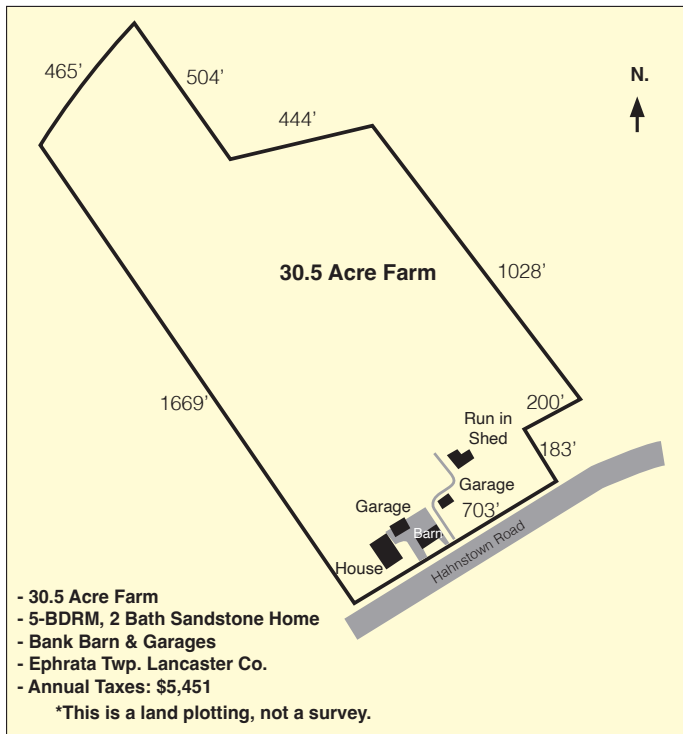 465’
504’
444’
N.
30.5 Acre Farm
1028’
1669’
200’
Run in
Shed
183’
Garage
Garage
703’
Barn
House
Hahnstown Road
- 30.5 Acre Farm
- 5-BDRM, 2 Bath Sandstone Home
- Bank Barn & Garages
- Ephrata Twp. Lancaster Co.
- Annual Taxes: $5,451
*This is a land plotting, not a survey.